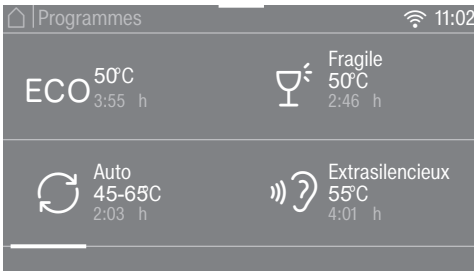 Programmes
11:02
ECO 50°C
3:55 h
Fragile
50°C
2:46 h
Auto
45-65°C
2:03 h
Extrasilencieux
55°C
4:01 h